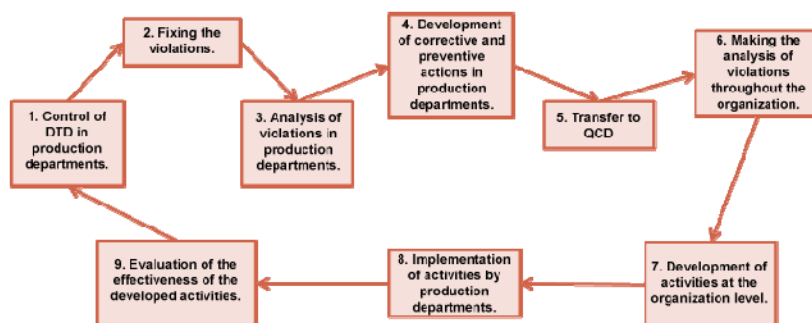 1. Control of
DTD in
production
departments.
2. Fixing the
violations.
3. Analysis of
violations in
production
departments.
4. Development
of corrective and
preventive
actions in
production
departments.
5. Transfer to
QCD
6. Making the
analysis of
violations
throughout the
organization.
7. Development of
activities at the
organization level.
8. Implementation
of activities by
production
departments.
9. Evaluation of the
effectiveness of the
developed activities.